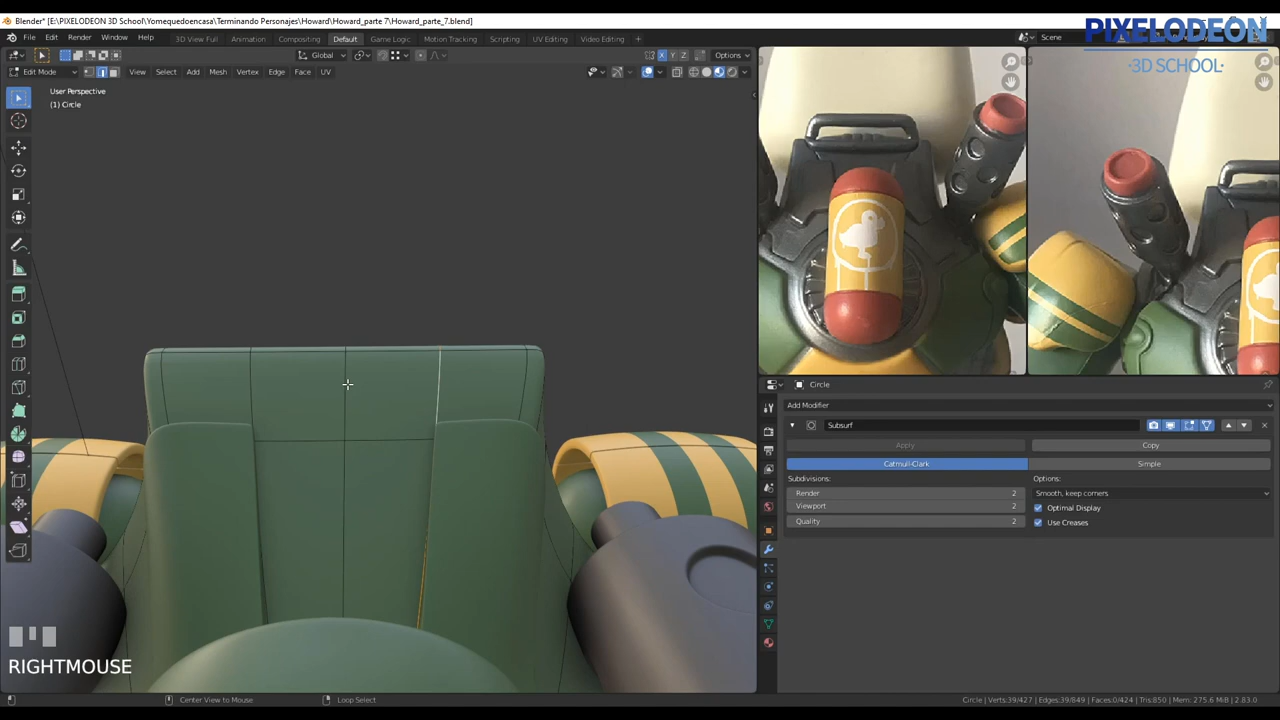 Blender* [E:\PIXELODEON 3D School\Yomequedoencasa\Terminando Personajes\Howard\Howard_parte 7\Howard_parte_7.blend]
PIXELODEON
·3D SCHOOL·
File Edit Render Window Help 3D View Full Animation Compositing Default Game Logic Motion Tracking Scripting UV Editing Video Editing + Scene
Global X Y Z Options
Edit Mode View Select Add Mesh Vertex Edge Face UV
User Perspective
(1) Circle
Circle
Add Modifier
Subsurf
Apply Copy
Catmull-Clark Simple
Subdivisions: Options:
Render 2 Smooth, keep corners
Viewport 2 Optimal Display
Quality 2 Use Creases
RIGHTMOUSE
Center View to Mouse Loop Select Circle | Verts:39/427 | Edges:39/849 | Faces:0/424 | Tris:850 | Mem: 275.6 MiB | 2.83.0